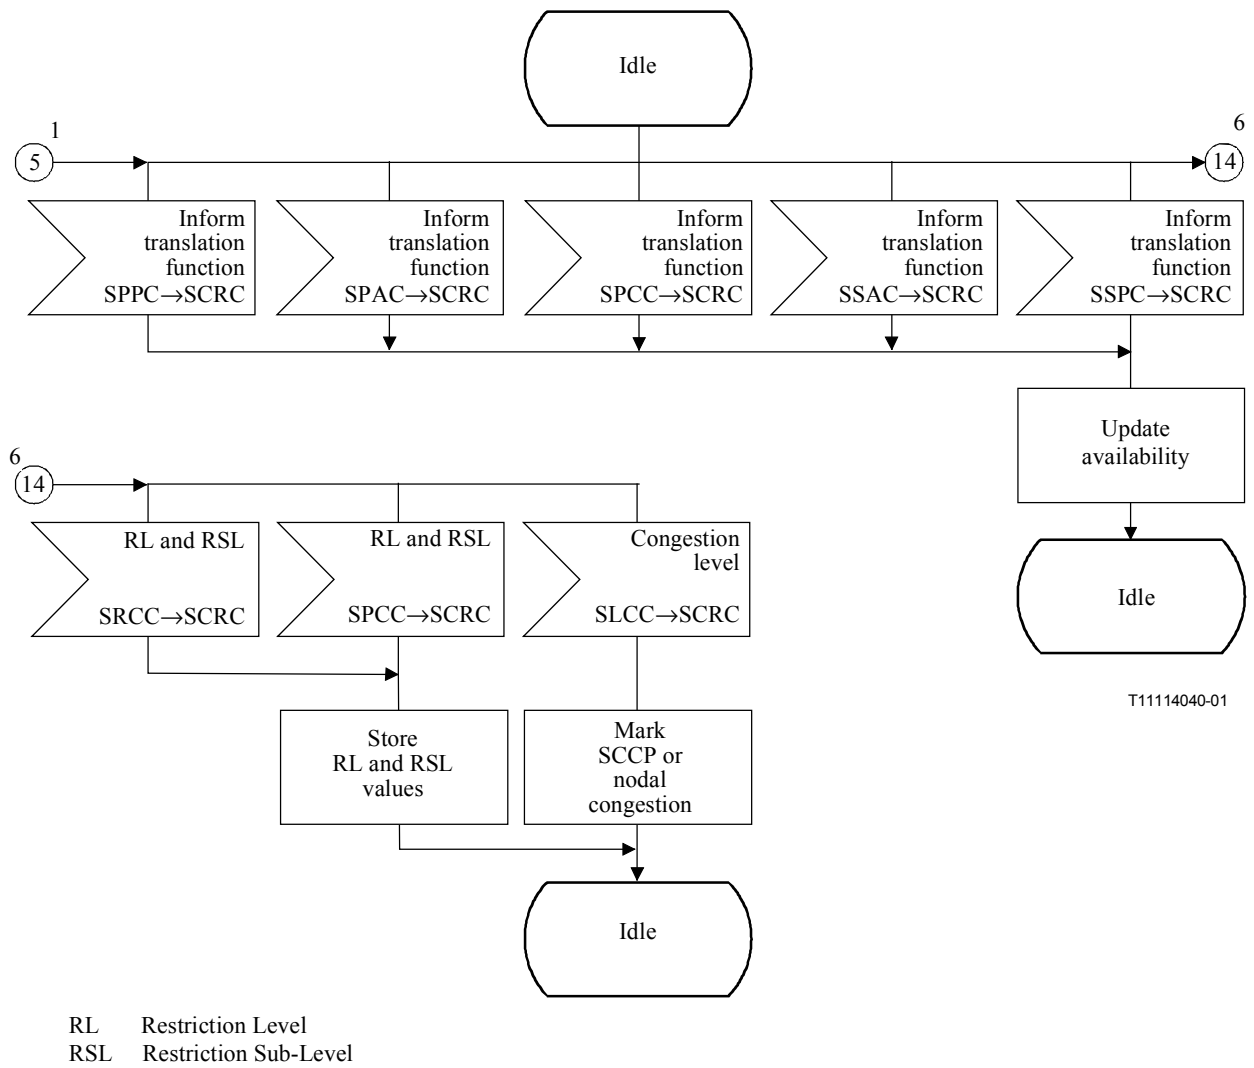 Idle
1
6
5
14
Inform
translation
function
SPPC→SCRC
Inform
translation
function
SPAC→SCRC
Inform
translation
function
SPCC→SCRC
Inform
translation
function
SSAC→SCRC
Inform
translation
function
SSPC→SCRC
Update
availability
Idle
T11114040-01
6
14
RL and RSL
SRCC→SCRC
RL and RSL
SPCC→SCRC
Congestion
level
SLCC→SCRC
Store
RL and RSL
values
Mark
SCCP or
nodal
congestion
Idle
RL Restriction Level
RSL Restriction Sub-Level